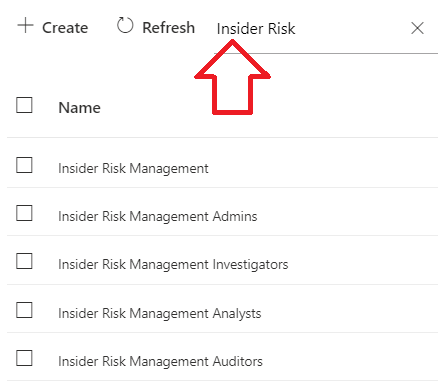 + Create Refresh Insider Risk
Name
Insider Risk Management
Insider Risk Management Admins
Insider Risk Management Investigators
Insider Risk Management Analysts
Insider Risk Management Auditors